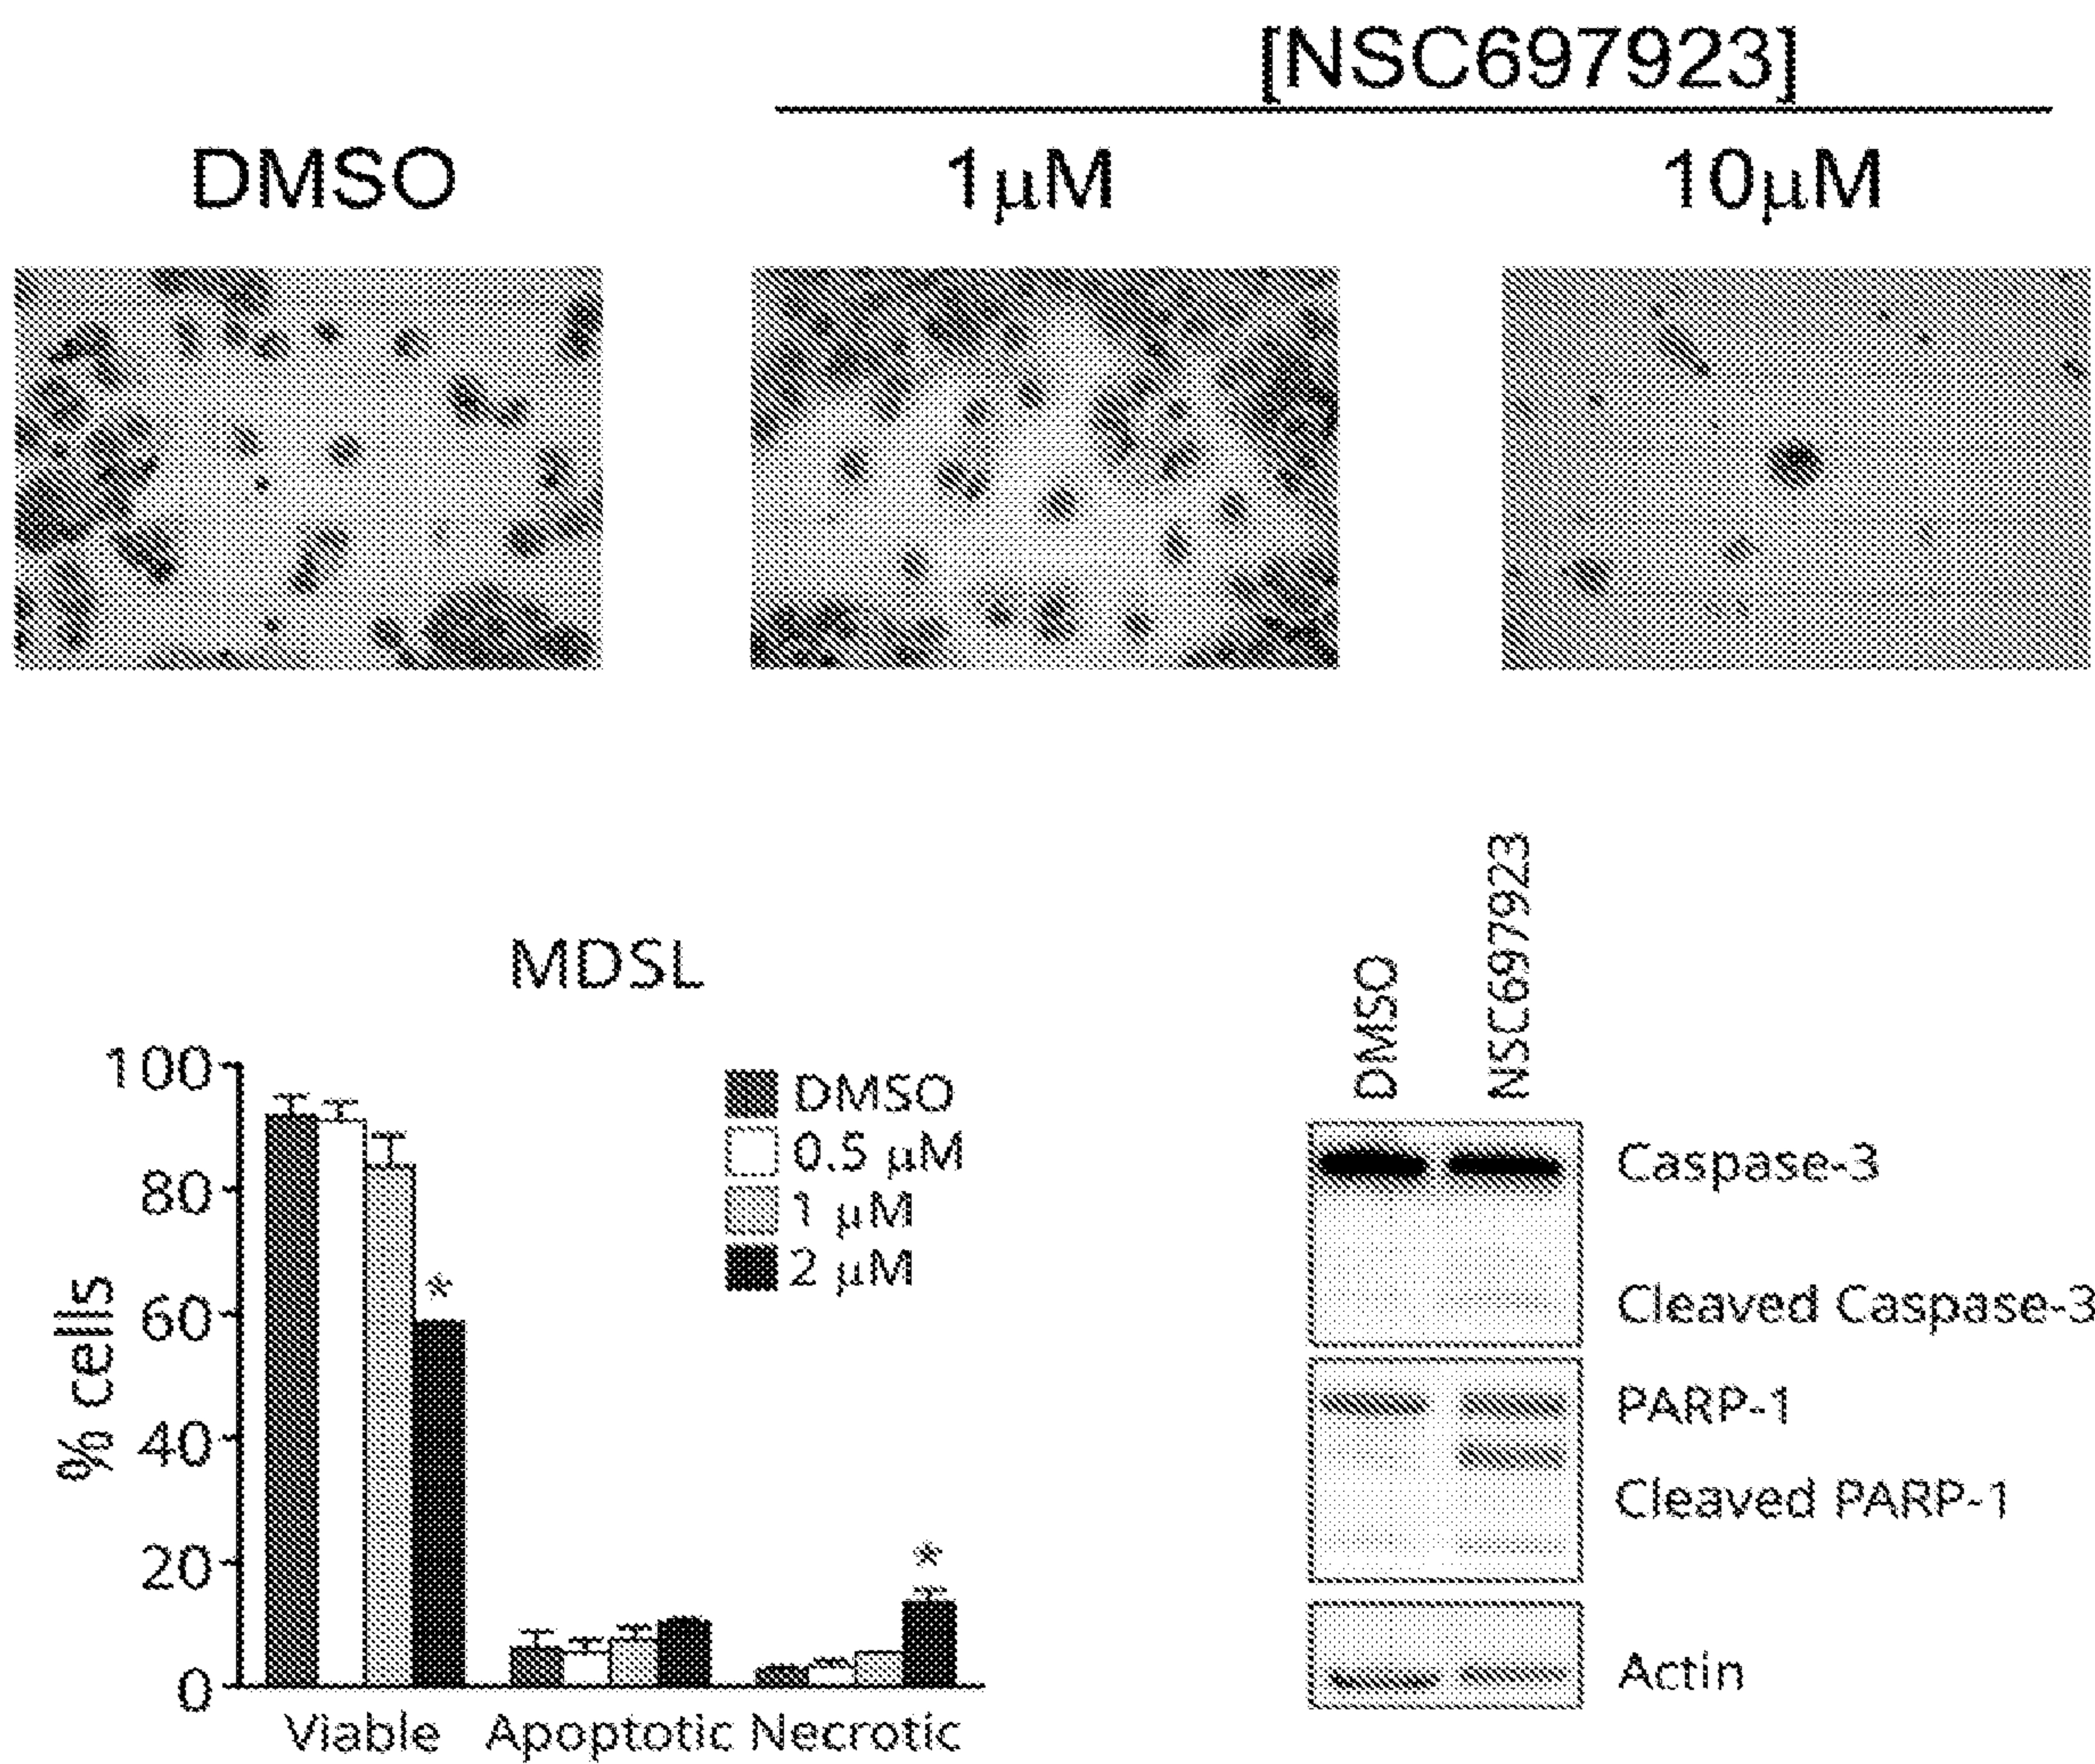 [NSC697923]
DMSO
1μM
10μM
MDSL
100
80
60
40
20
0
% cells
DMSO
0.5 μM
1 μM
2 μM
*
*
Viable
Apoptotic
Necrotic
DMSO
NSC697923
Caspase-3
Cleaved Caspase-3
PARP-1
Cleaved PARP-1
Actin